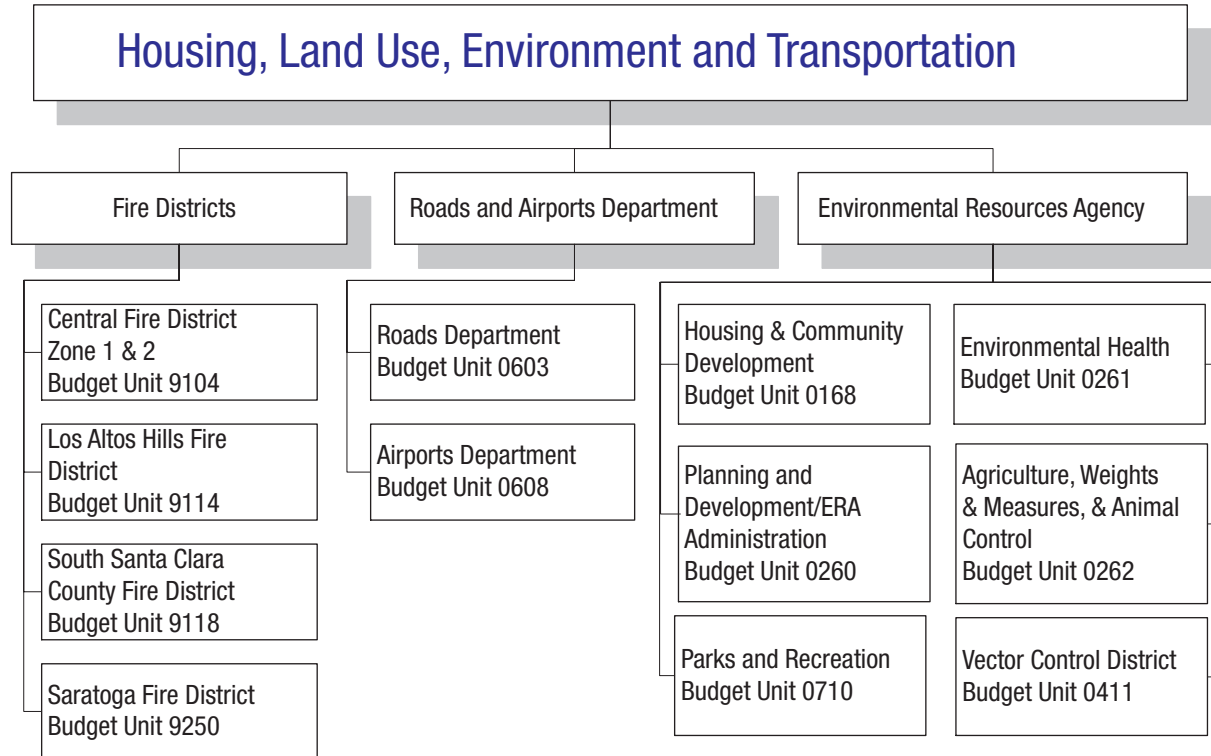 Housing, Land Use, Environment and Transportation
Fire Districts
Roads and Airports Department
Environmental Resources Agency
Central Fire District
Zone 1 & 2
Budget Unit 9104
Los Altos Hills Fire
District
Budget Unit 9114
South Santa Clara
County Fire District
Budget Unit 9118
Saratoga Fire District
Budget Unit 9250
Roads Department
Budget Unit 0603
Airports Department
Budget Unit 0608
Housing & Community
Development
Budget Unit 0168
Planning and
Development/ERA
Administration
Budget Unit 0260
Parks and Recreation
Budget Unit 0710
Environmental Health
Budget Unit 0261
Agriculture, Weights
& Measures, & Animal
Control
Budget Unit 0262
Vector Control District
Budget Unit 0411